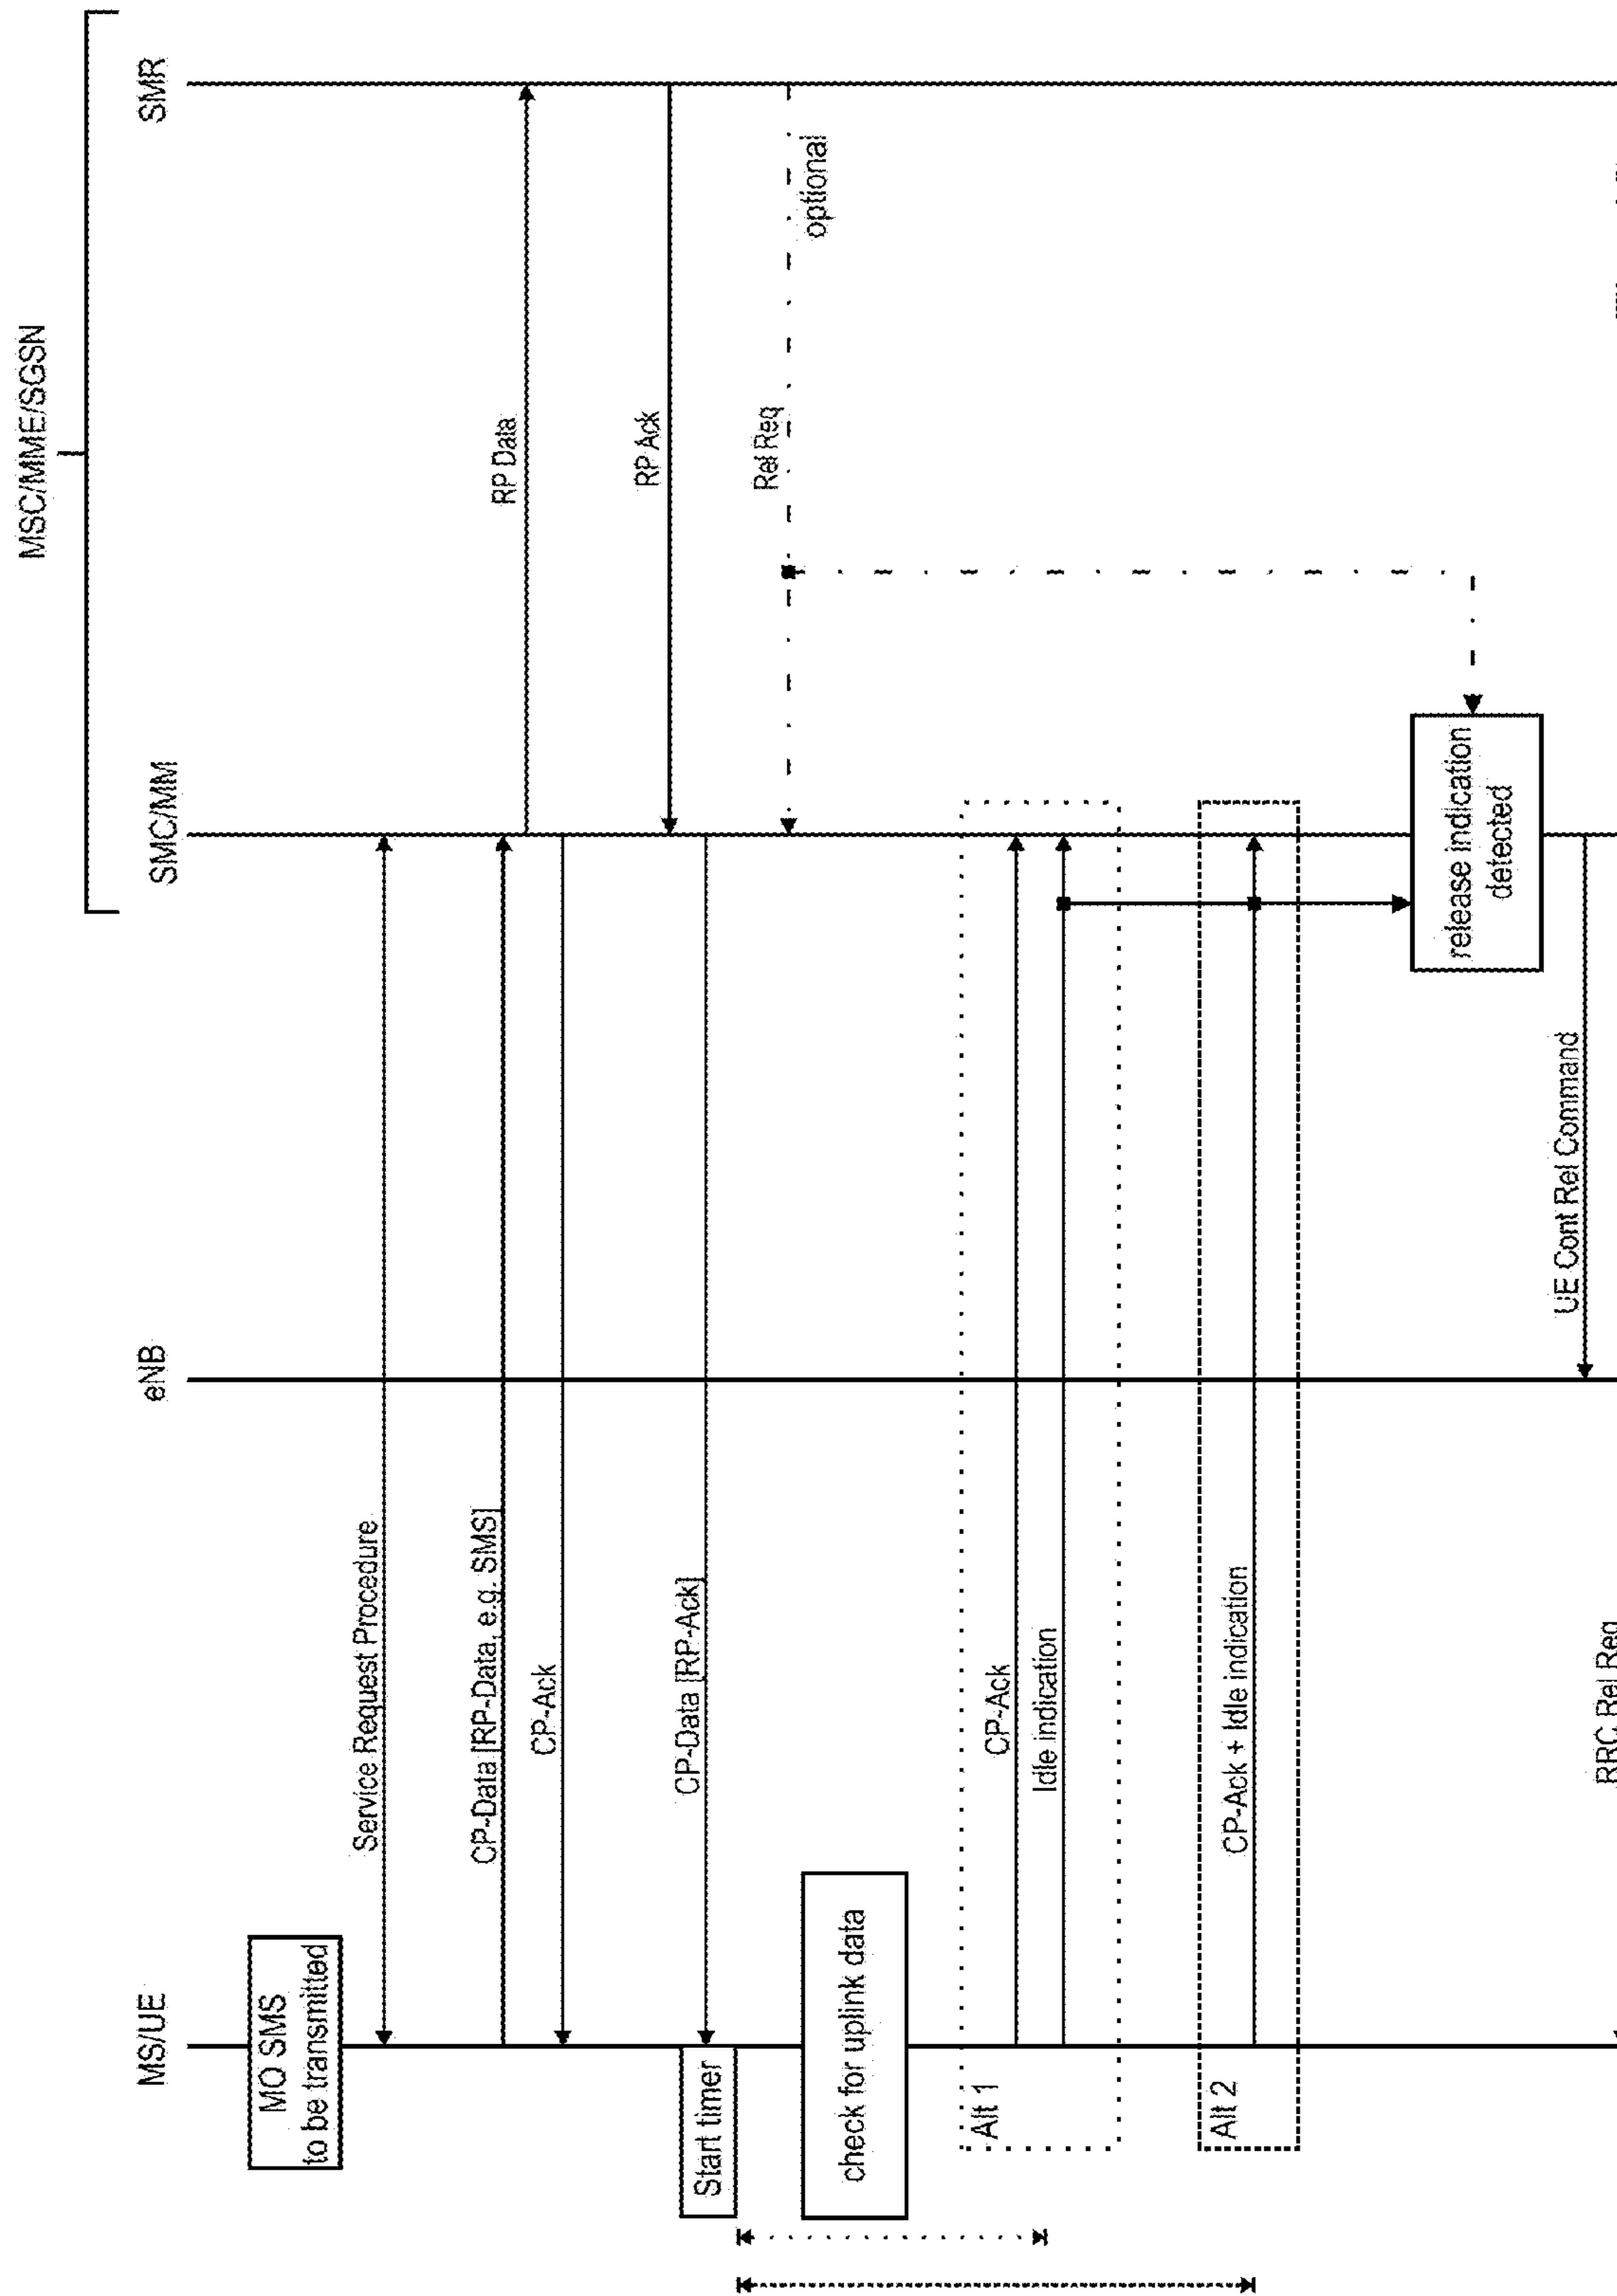 MSC/MME/SGSN
MS/UE
eNB
SMC/MM
SMR
MO SMS
to be transmitted
Service Request Procedure
CP-Data [RP-Data, e.g. SMS]
RP Data
CP-Ack
RP Ack
CP-Data [RP-Ack]
Start timer
Rel Req
optional
check for uplink data
Alt 1
CP-Ack
Idle indication
Alt 2
CP-Ack + Idle indication
release indication
detected
UE Cont Rel Command
RRC Rel Req